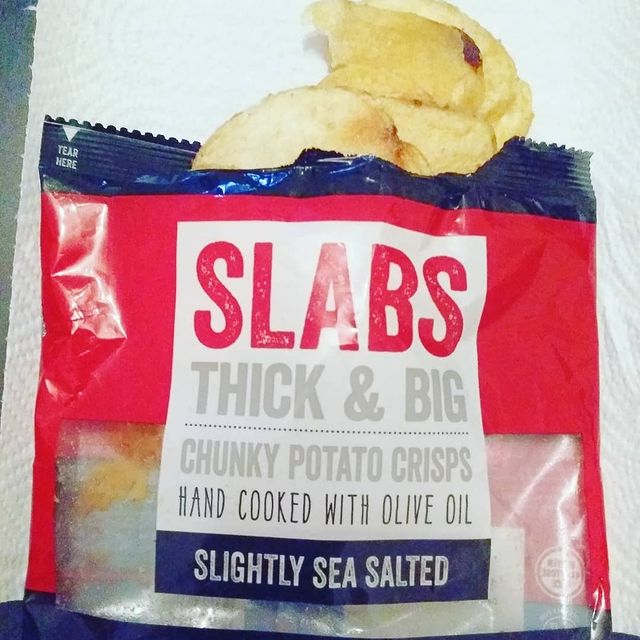 TEAR
HERE
SLABS
THICK & BIG
CHUNKY POTATO CRISPS
HAND COOKED WITH OLIVE OIL
SLIGHTLY SEA SALTED